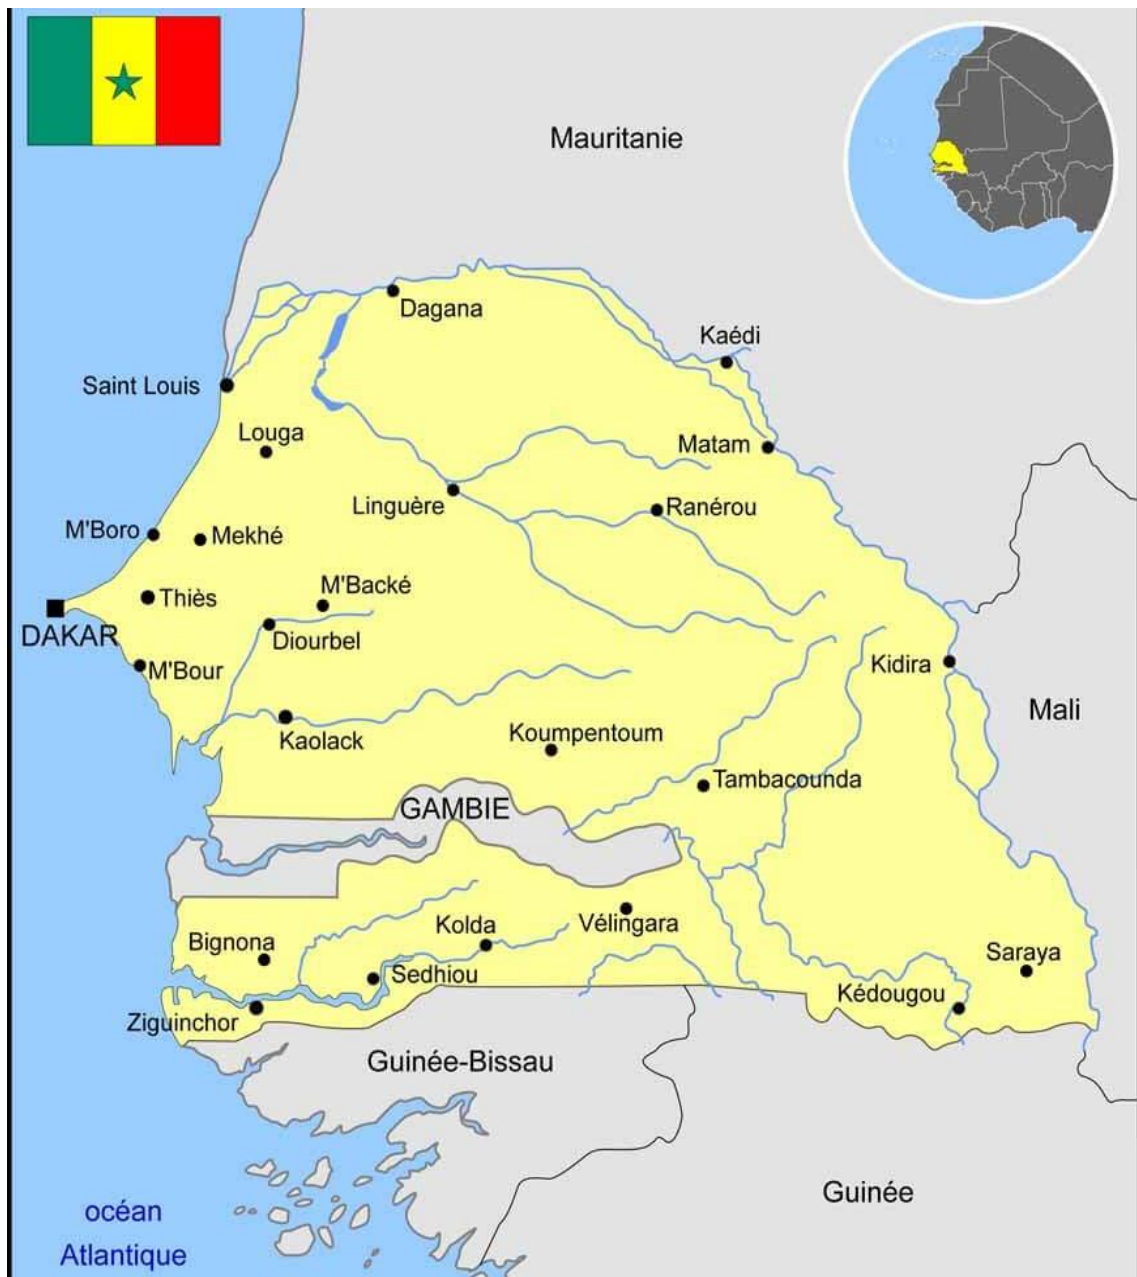 Mauritanie
Dagana
Kaédi
Saint Louis
Louga
Matam
Linguère
Ranérou
M'Boro
Mekhé
M'Backé
Thiès
DAKAR
Diourbel
M'Bour
Kidira
Mali
Kaolack
Koumpentoum
Tambacounda
GAMBIE
Vélingara
Kolda
Bignona
Sedhiou
Saraya
Kédougou
Ziguinchor
Guinée-Bissau
Guinée
océan
Atlantique